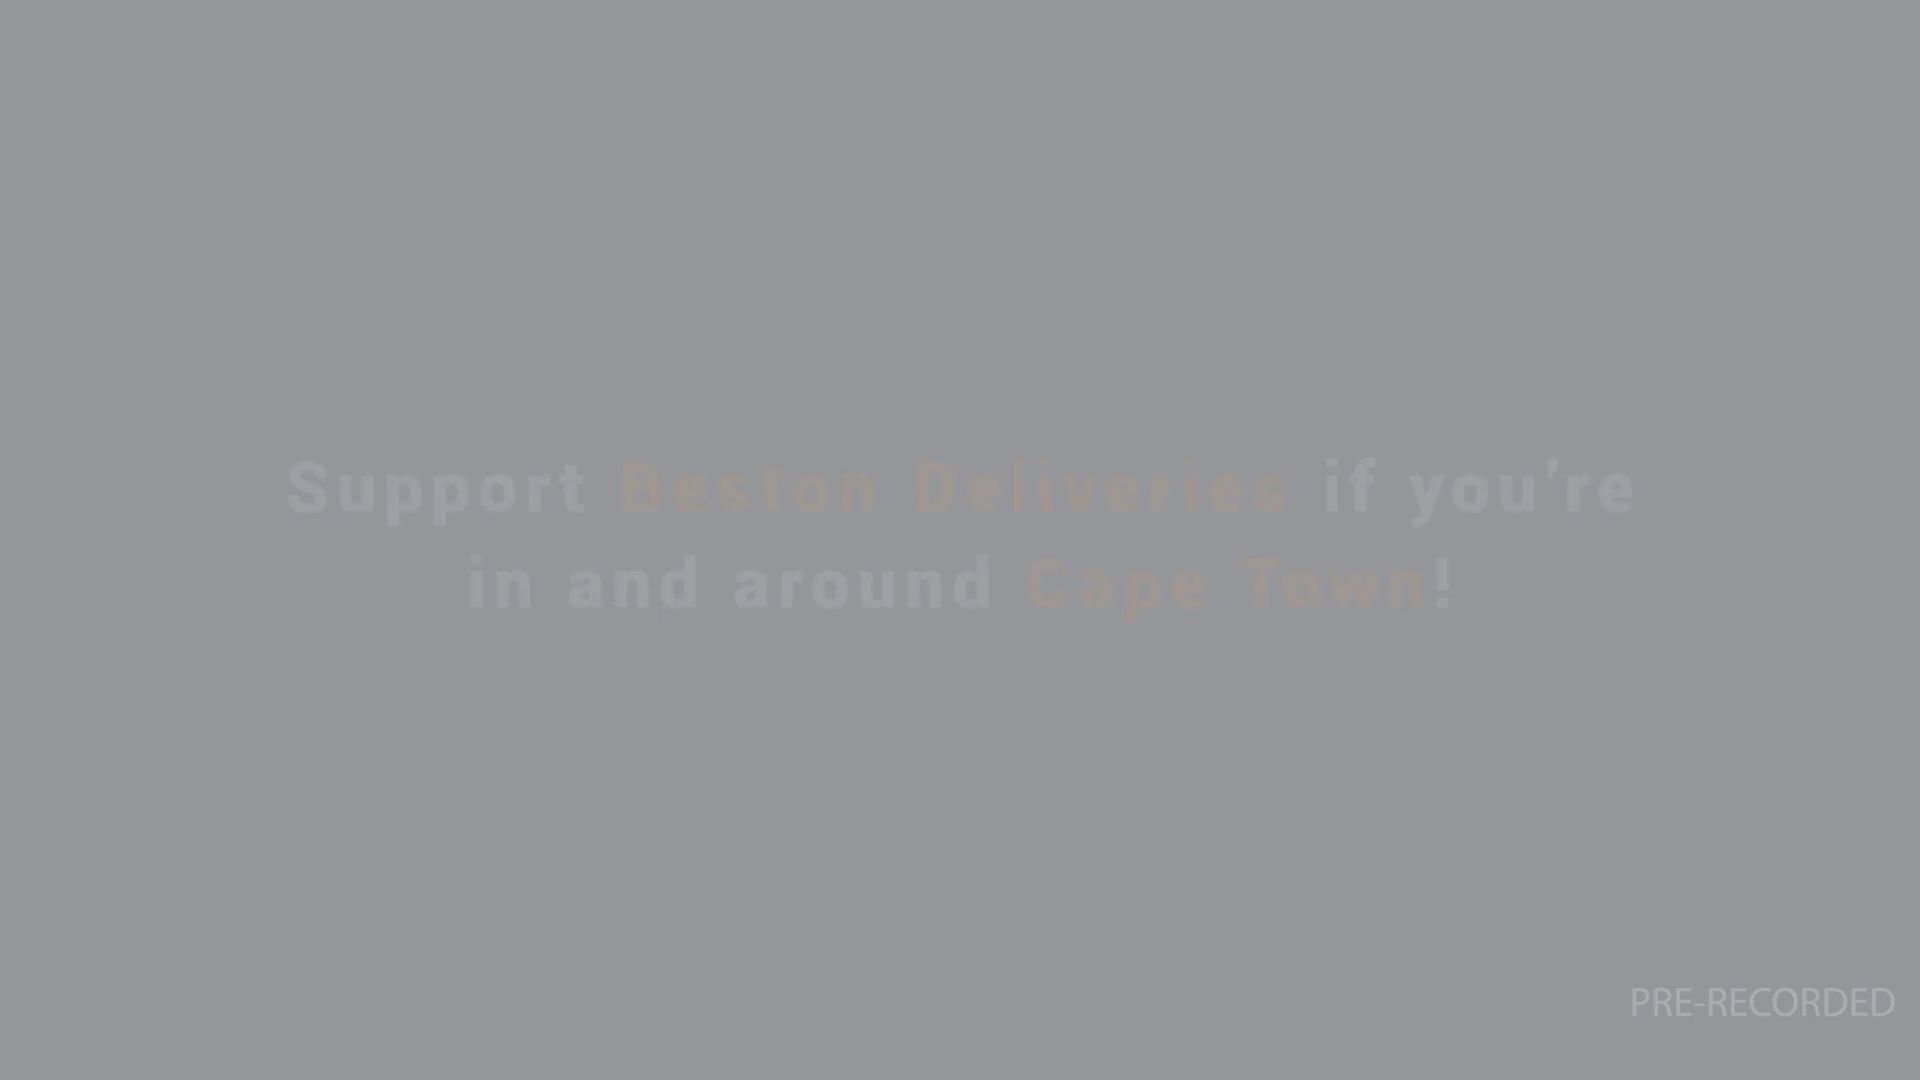 Support Beston Deliveries if you’re
in and around Cape Town!
PRE-RECORDED